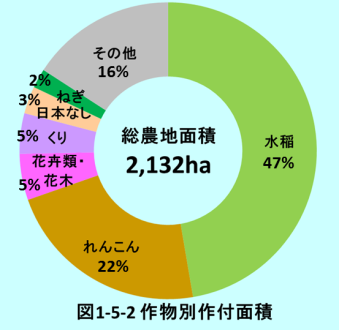 その他
16%
2%
ねぎ
3%
日本なし
5%
くり
花卉類・
花木
5%
総農地面積
2,132ha
水稲
47%
れんこん
22%
図1-5-2 作物別作付面積